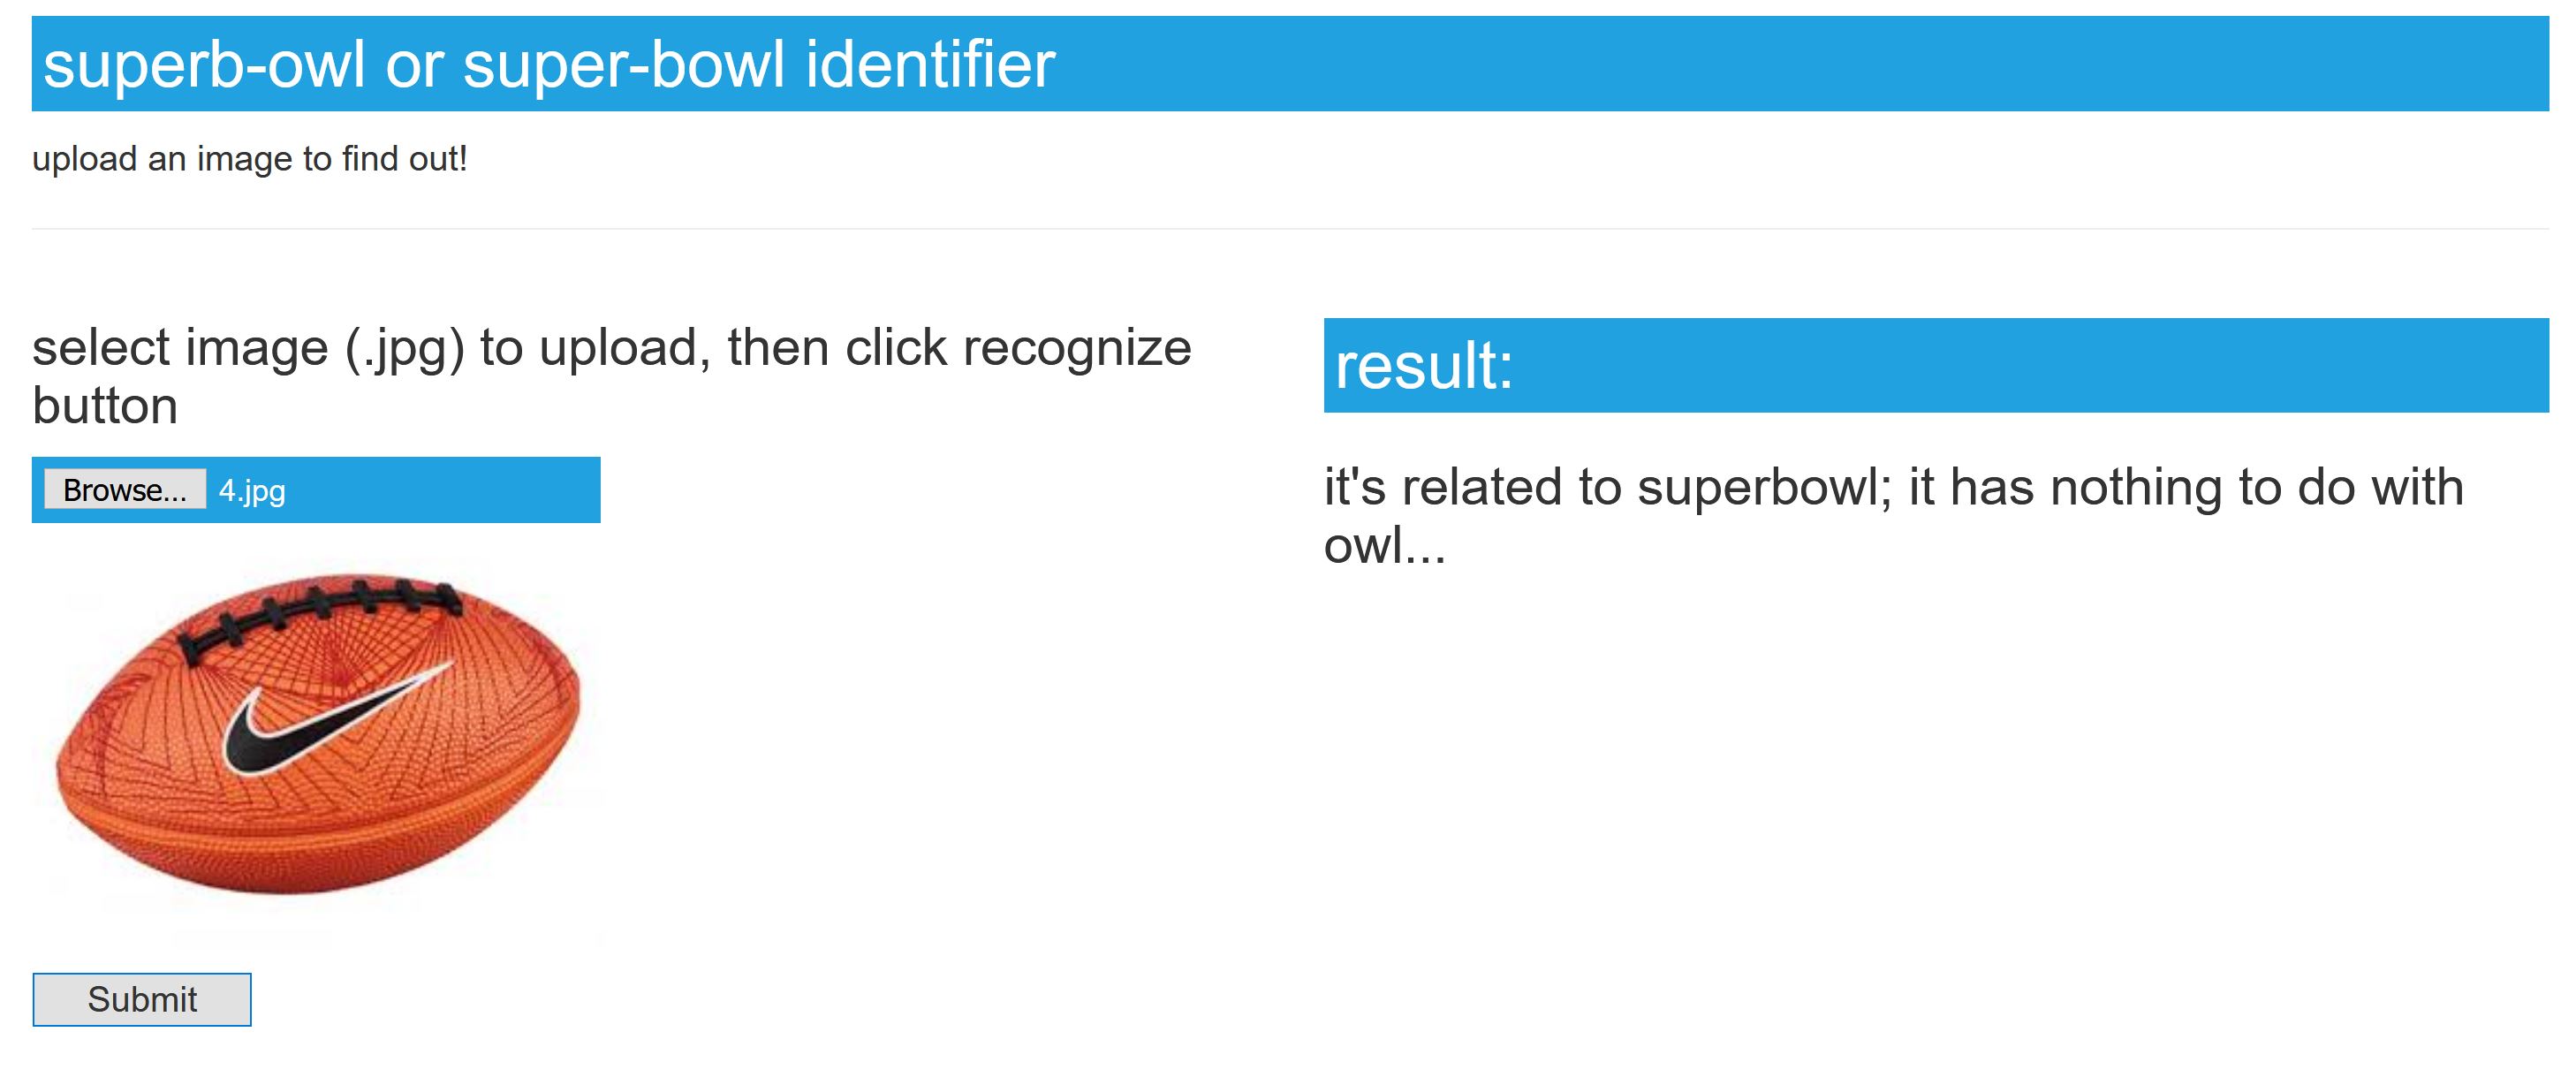 superb-owl or super-bowl identifier
upload an image to find out!
select image (.jpg) to upload, then click recognize
button
Browse... 4.jpg
Submit
result:
it's related to superbowl; it has nothing to do with
owl...